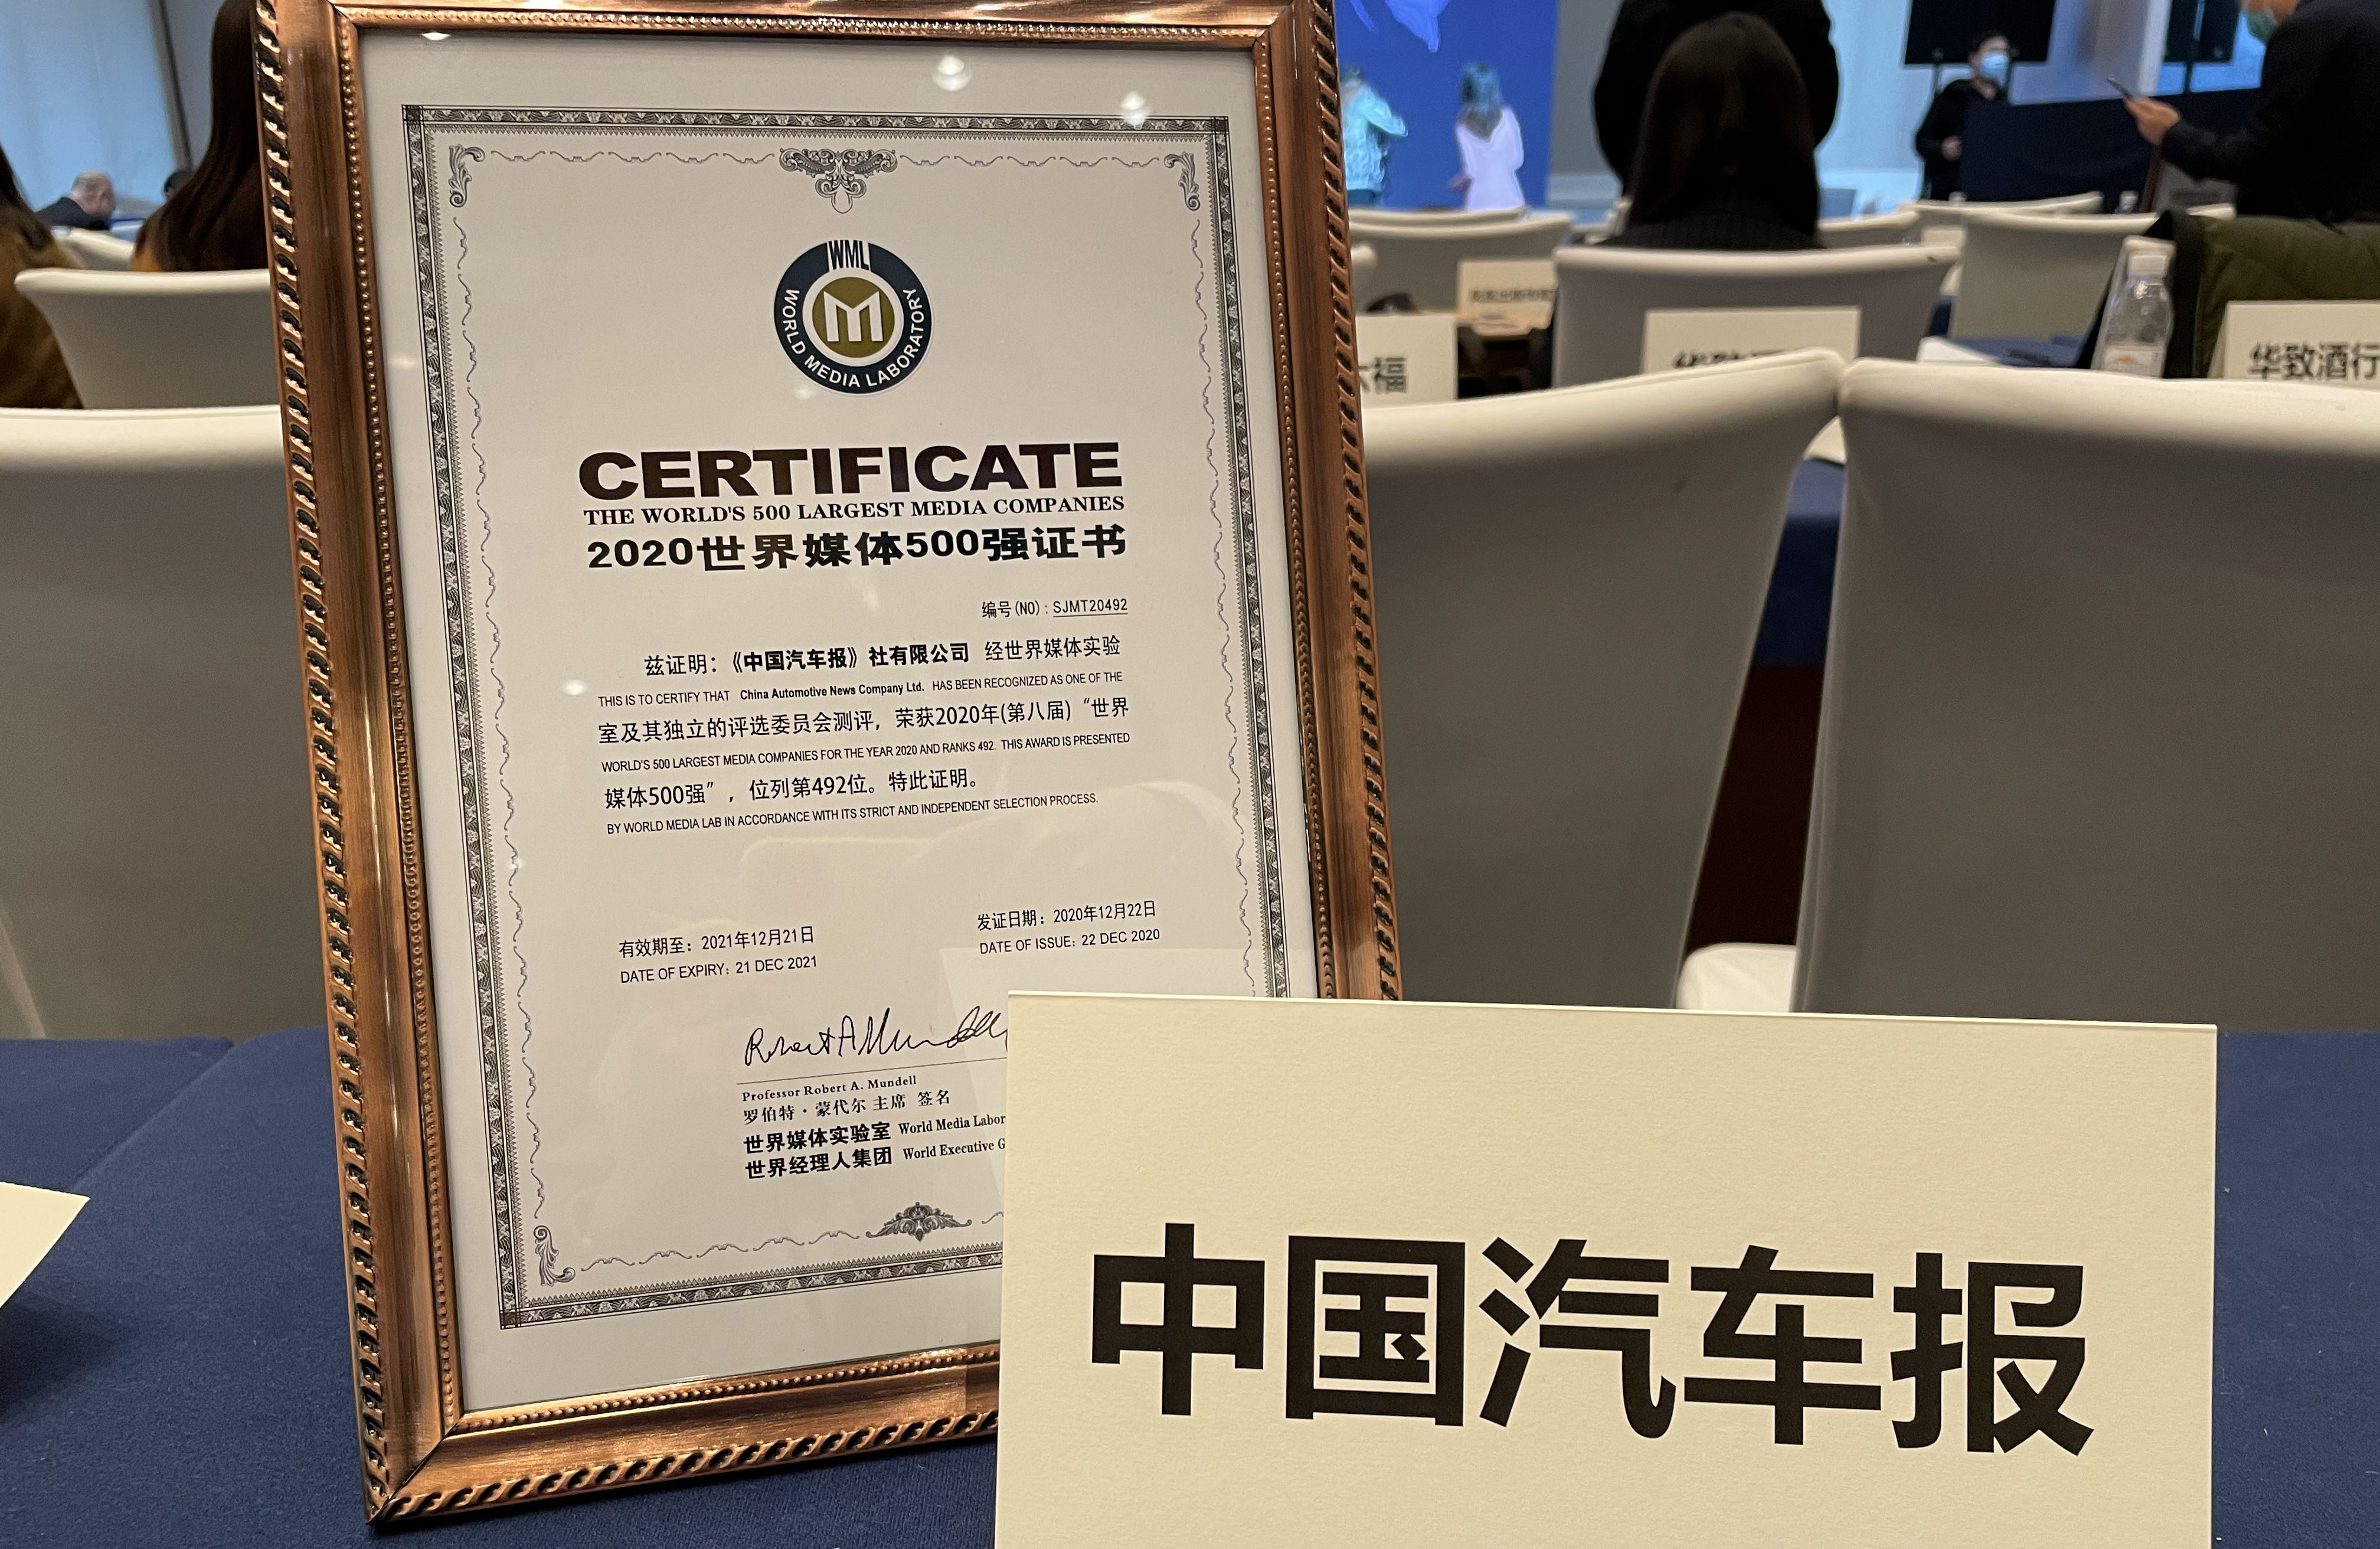 WML
M
WORLD MEDIA LABORATORY
CERTIFICATE
THE WORLD'S 500 LARGEST MEDIA COMPANIES
2020世界媒体500强证书
编号(NO):SJMT20492
兹证明:《中国汽车报》社有限公司 经世界媒体实验
THIS IS TO CERTIFY THAT China Automotive News Company Ltd. HAS BEEN RECOGNIZED AS ONE OF THE
室及其独立的评选委员会测评，荣获2020年(第八届)“世界
WORLD'S 500 LARGEST MEDIA COMPANIES FOR THE YEAR 2020 AND RANKS 492. THIS AWARD IS PRESENTED
媒体500强”，位列第492位。特此证明。
BY WORLD MEDIA LAB IN ACCORDANCE WITH ITS STRICT AND INDEPENDENT SELECTION PROCESS.
有效期至：2021年12月21日
DATE OF EXPIRY: 21 DEC 2021
发证日期：2020年12月22日
DATE OF ISSUE: 22 DEC 2020
Robert A Mundell
Professor Robert A. Mundell
罗伯特·蒙代尔 主席 签名
世界媒体实验室 World Media Labor
世界经理人集团 World Executive G
中国汽车报
福
华致酒行